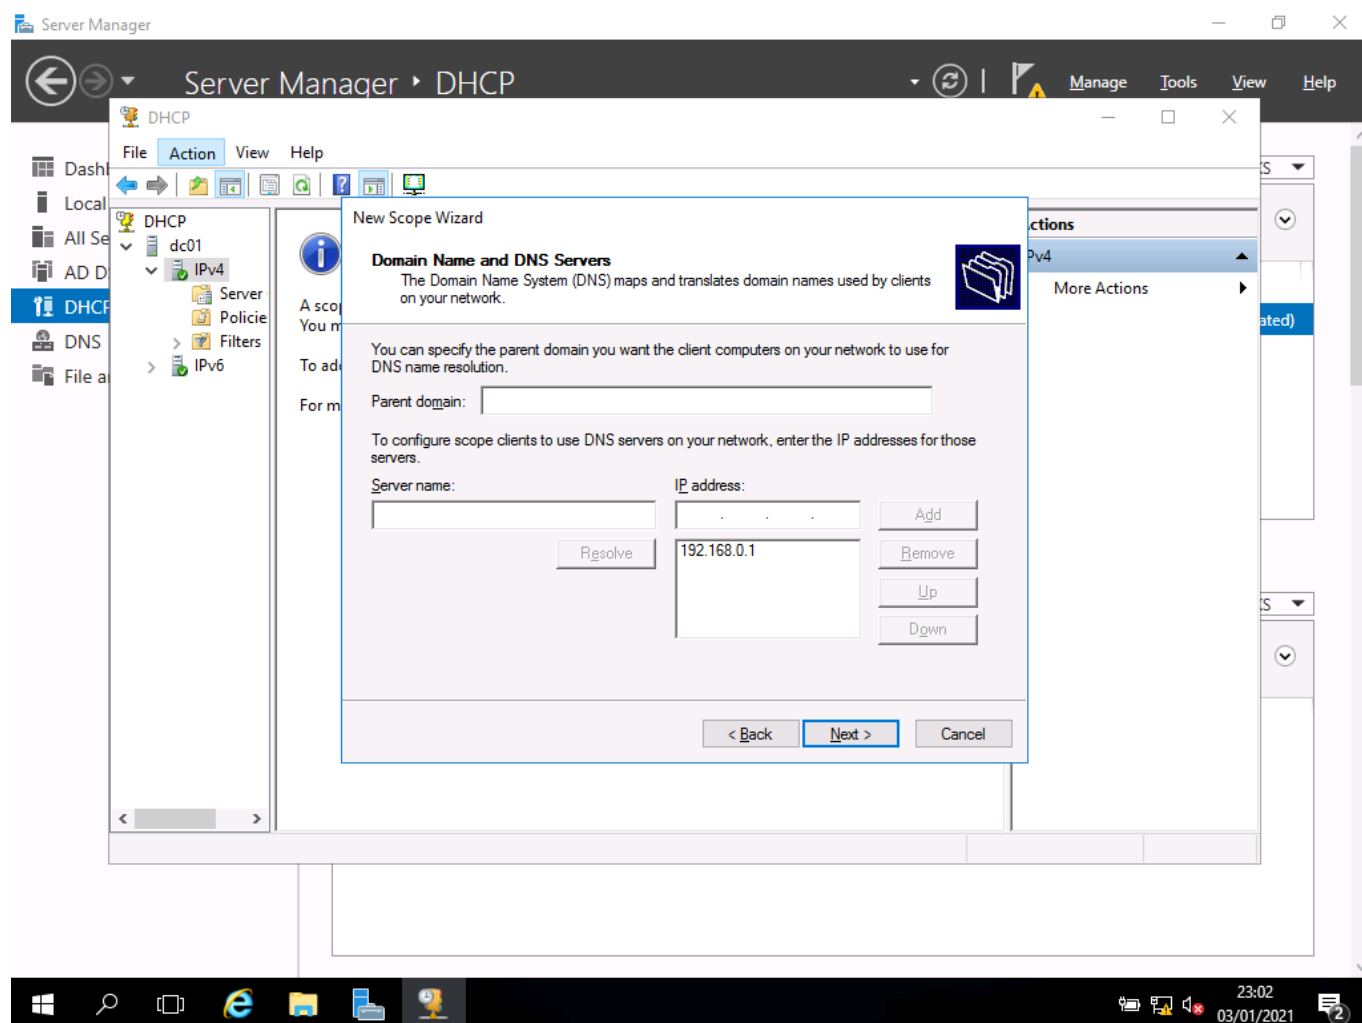 Server Manager
Server Manager ‣ DHCP
Manage Tools View Help
DHCP
File Action View Help
Dash
Local
All Se
AD D
DHCP
DNS
File a
DHCP
dc01
IPv4
Server
Policie
Filters
IPv6
A scop
You m
To add
For m
New Scope Wizard
Domain Name and DNS Servers
The Domain Name System (DNS) maps and translates domain names used by clients
on your network.
You can specify the parent domain you want the client computers on your network to use for
DNS name resolution.
Parent domain:
To configure scope clients to use DNS servers on your network, enter the IP addresses for those
servers.
Server name:
IP address:
. . .
Add
Resolve
192.168.0.1
Remove
Up
Down
< Back
Next >
Cancel
ctions
Pv4
More Actions
KS
ated)
KS
23:02
03/01/2021
2